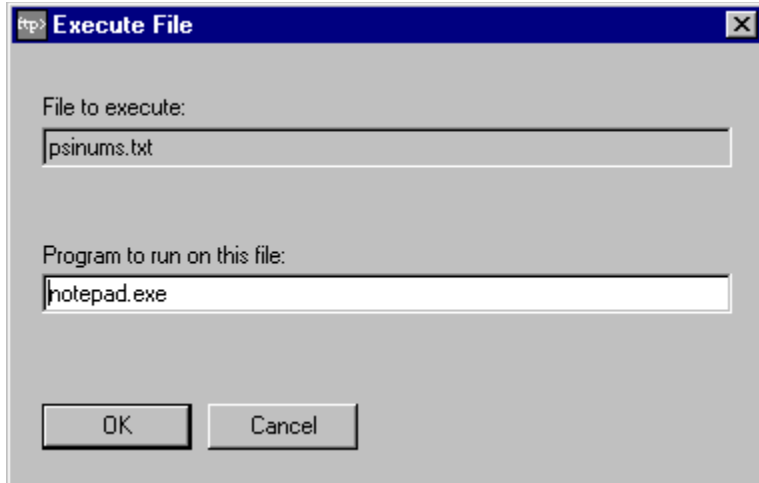 ftp> Execute File
File to execute:
psinums.txt
Program to run on this file:
notepad.exe
OK Cancel